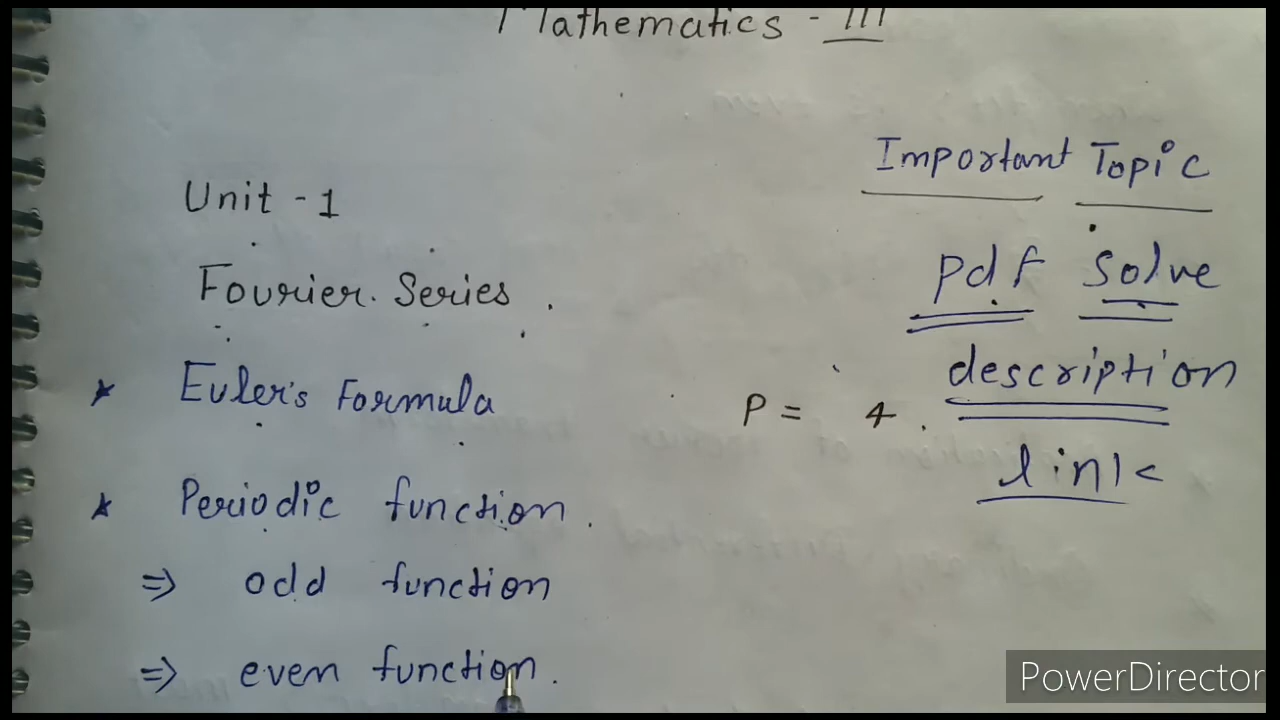 Mathematics - III
Important Topic
Unit - 1
pdf solve
Fourier Series .
description
Euler's Formula
P = 4 .
link
Periodic function .
⇒ odd function
⇒ even function .
PowerDirector